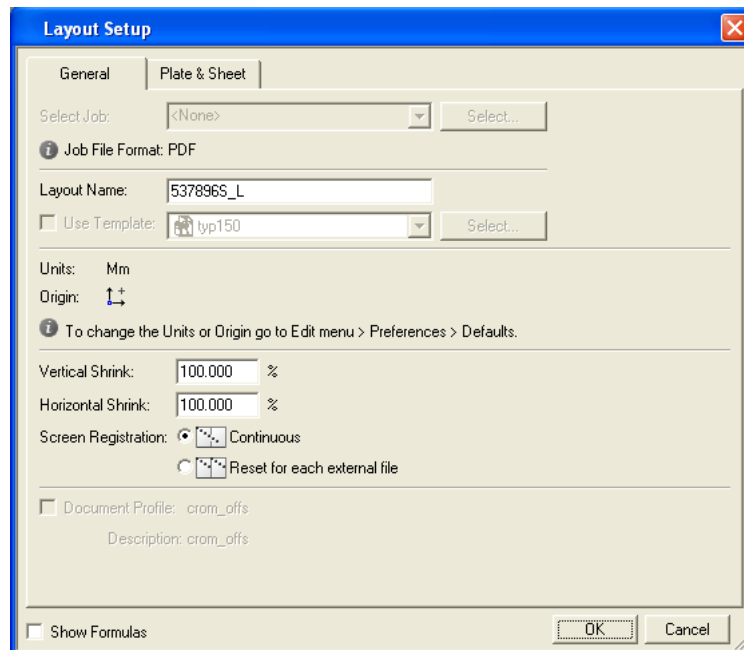 Layout Setup
General Plate & Sheet
Select Job: <None> Select...
Job File Format: PDF
Layout Name: 537896S_L
Use Template: typ150 Select...
Units: Mm
Origin:
To change the Units or Origin go to Edit menu > Preferences > Defaults.
Vertical Shrink: 100.000 %
Horizontal Shrink: 100.000 %
Screen Registration: Continuous
Reset for each external file
Document Profile: crom_offs
Description: crom_offs
Show Formulas OK Cancel